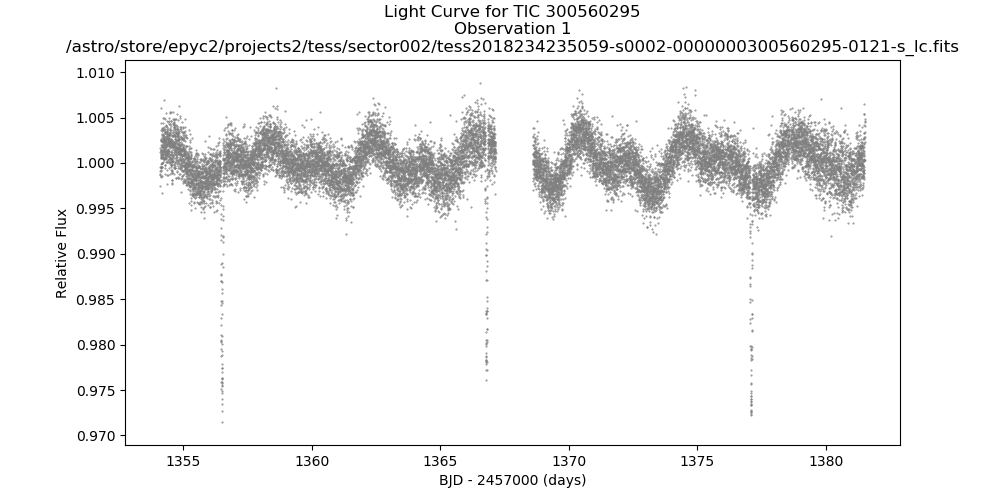 Light Curve for TIC 300560295
Observation 1
/astro/store/epyc2/projects2/tess/sector002/tess2018234235059-s0002-0000000300560295-0121-s_lc.fits
1.010
1.005
1.000
0.995
0.990
0.985
0.980
0.975
0.970
Relative Flux
1355 1360 1365 1370 1375 1380
BJD - 2457000 (days)